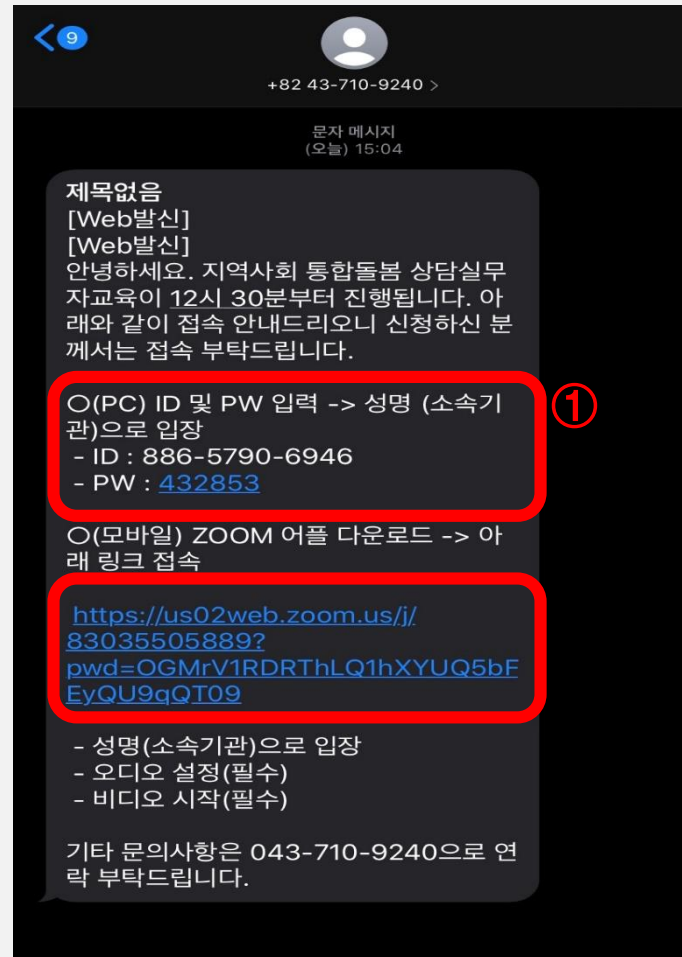 9
+82 43-710-9240 >
문자 메시지
(오늘) 15:04
제목없음
[Web발신]
[Web발신]
안녕하세요. 지역사회 통합돌봄 상담실무
자교육이 12시 30분부터 진행됩니다. 아
래와 같이 접속 안내드리오니 신청하신 분
께서는 접속 부탁드립니다.
○(PC) ID 및 PW 입력 -> 성명 (소속기
관)으로 입장
- ID : 886-5790-6946
- PW : 432853
①
○(모바일) ZOOM 어플 다운로드 -> 아
래 링크 접속
https://us02web.zoom.us/j/
83035505889?
pwd=OGMrV1RDRThLQ1hXYUQ5bF
EyQU9qQT09
- 성명(소속기관)으로 입장
- 오디오 설정(필수)
- 비디오 시작(필수)
기타 문의사항은 043-710-9240으로 연
락 부탁드립니다.